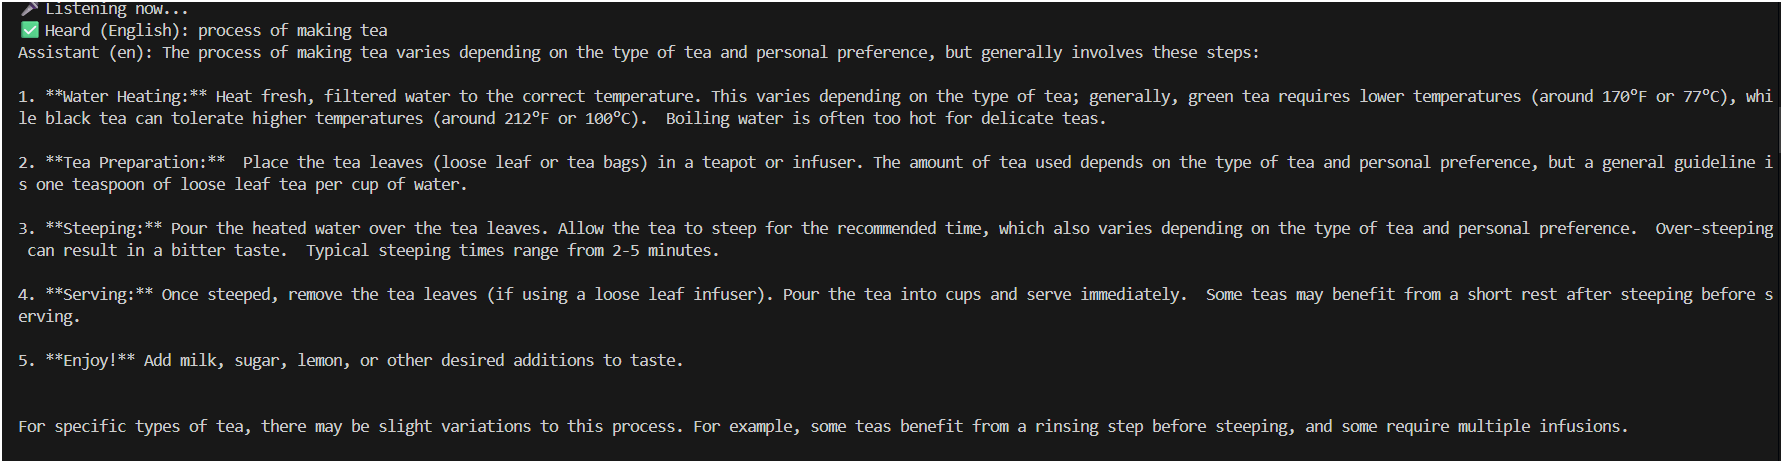 🎤 Listening now...
✅ Heard (English): process of making tea
Assistant (en): The process of making tea varies depending on the type of tea and personal preference, but generally involves these steps:
1. **Water Heating:** Heat fresh, filtered water to the correct temperature. This varies depending on the type of tea; generally, green tea requires lower temperatures (around 170°F or 77°C), whi
le black tea can tolerate higher temperatures (around 212°F or 100°C).  Boiling water is often too hot for delicate teas.
2. **Tea Preparation:**  Place the tea leaves (loose leaf or tea bags) in a teapot or infuser. The amount of tea used depends on the type of tea and personal preference, but a general guideline i
s one teaspoon of loose leaf tea per cup of water.
3. **Steeping:** Pour the heated water over the tea leaves. Allow the tea to steep for the recommended time, which also varies depending on the type of tea and personal preference.  Over-steeping
 can result in a bitter taste.  Typical steeping times range from 2-5 minutes.
4. **Serving:** Once steeped, remove the tea leaves (if using a loose leaf infuser). Pour the tea into cups and serve immediately.  Some teas may benefit from a short rest after steeping before s
erving.
5. **Enjoy!** Add milk, sugar, lemon, or other desired additions to taste.
For specific types of tea, there may be slight variations to this process. For example, some teas benefit from a rinsing step before steeping, and some require multiple infusions.